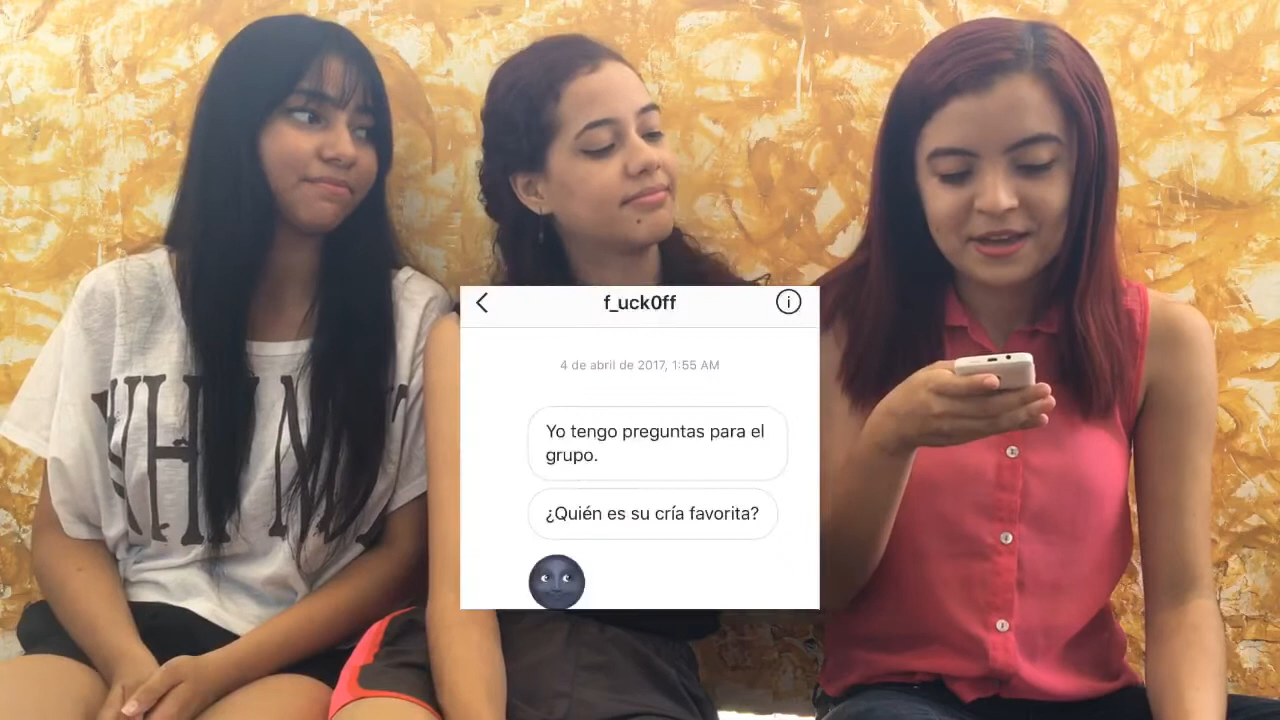 f_uck0ff
4 de abril de 2017, 1:55 AM
Yo tengo preguntas para el
grupo.
¿Quién es su cría favorita?